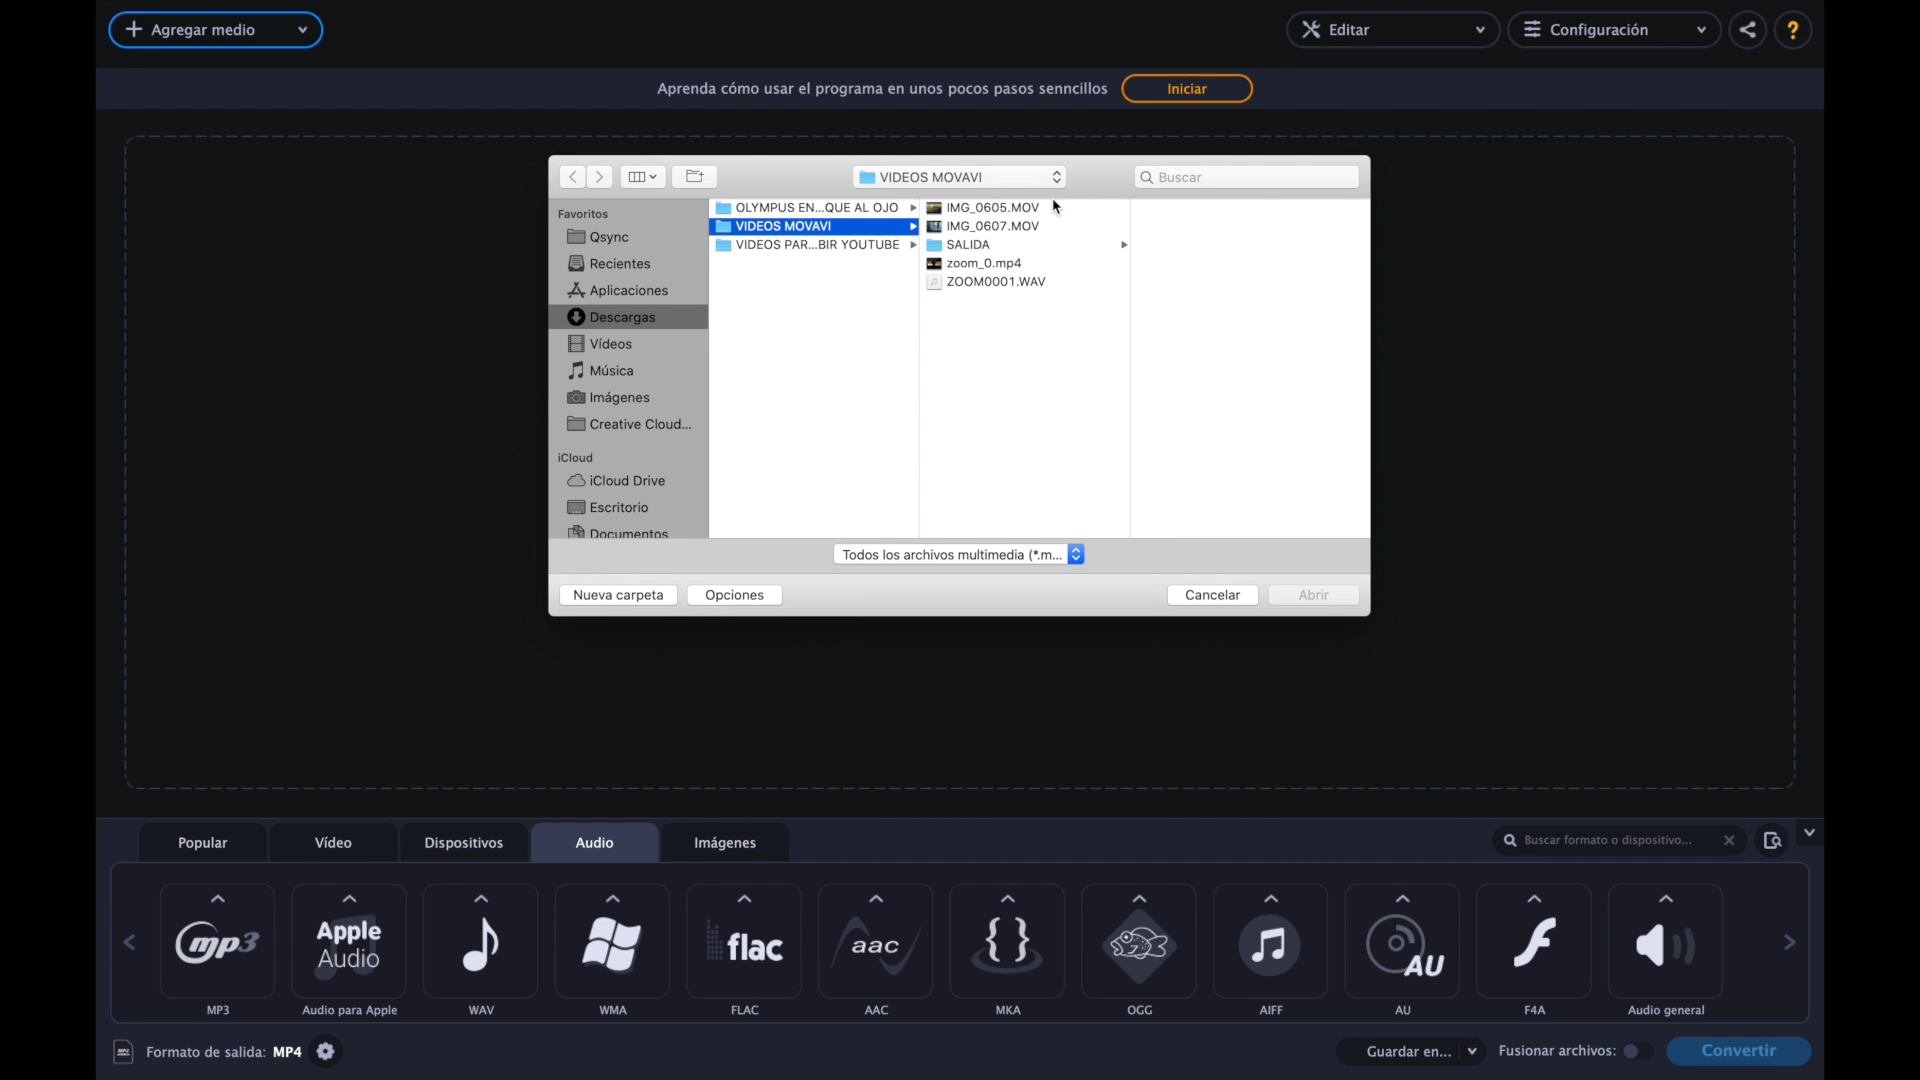 Agregar medio
Editar
Configuración
?
Aprenda cómo usar el programa en unos pocos pasos senncillos
Iniciar
VIDEOS MOVAVI
Buscar
Favoritos
Qsync
Recientes
Aplicaciones
Descargas
Vídeos
Música
Imágenes
Creative Cloud...
iCloud
iCloud Drive
Escritorio
Documentos
OLYMPUS EN...QUE AL OJO
VIDEOS MOVAVI
VIDEOS PAR...BIR YOUTUBE
IMG_0605.MOV
IMG_0607.MOV
SALIDA
zoom_0.mp4
ZOOM0001.WAV
Todos los archivos multimedia (*.m...
Nueva carpeta
Opciones
Cancelar
Abrir
Popular
Vídeo
Dispositivos
Audio
Imágenes
Buscar formato o dispositivo...
mp3
Apple Audio
flac
aac
{ }
AU
MP3
Audio para Apple
WAV
WMA
FLAC
AAC
MKA
OGG
AIFF
AU
F4A
Audio general
Formato de salida: MP4
Guardar en...
Fusionar archivos:
Convertir